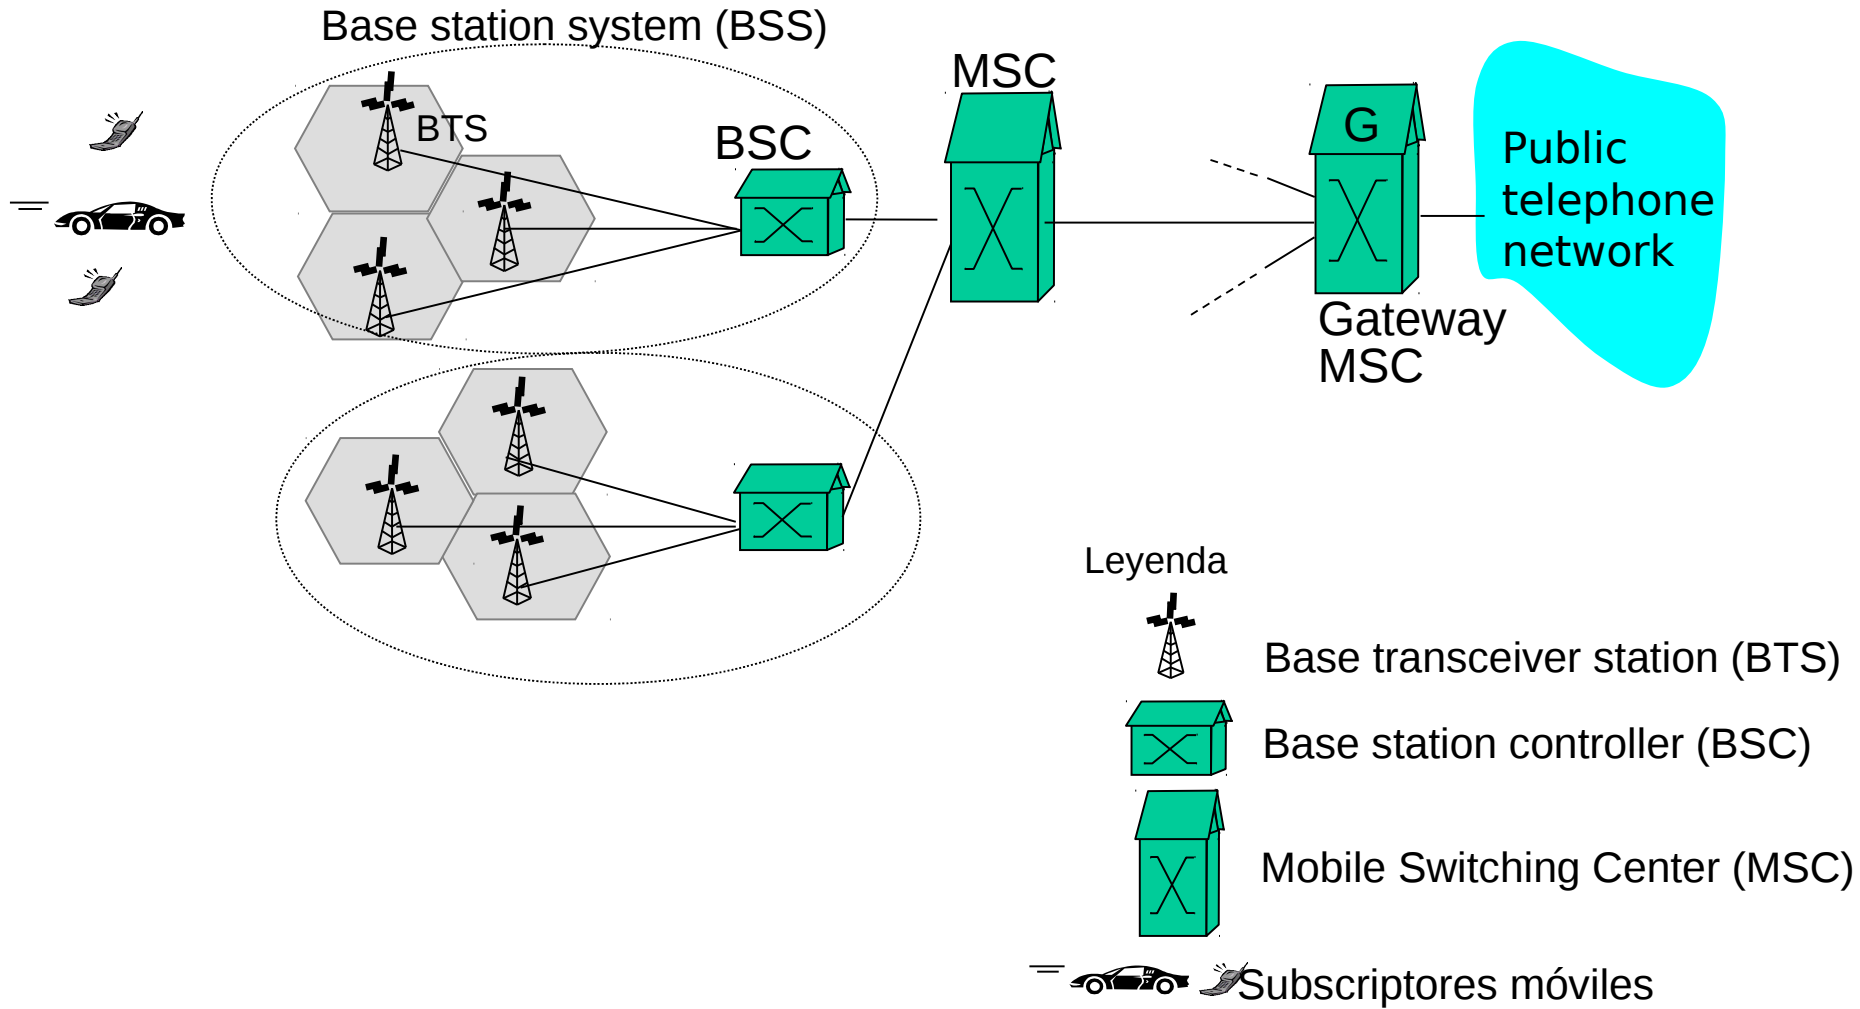 Base station system (BSS)
BTS
BSC
MSC
G
Gateway
MSC
Public
telephone
network
Leyenda
Base transceiver station (BTS)
Base station controller (BSC)
Mobile Switching Center (MSC)
Subscriptores móviles